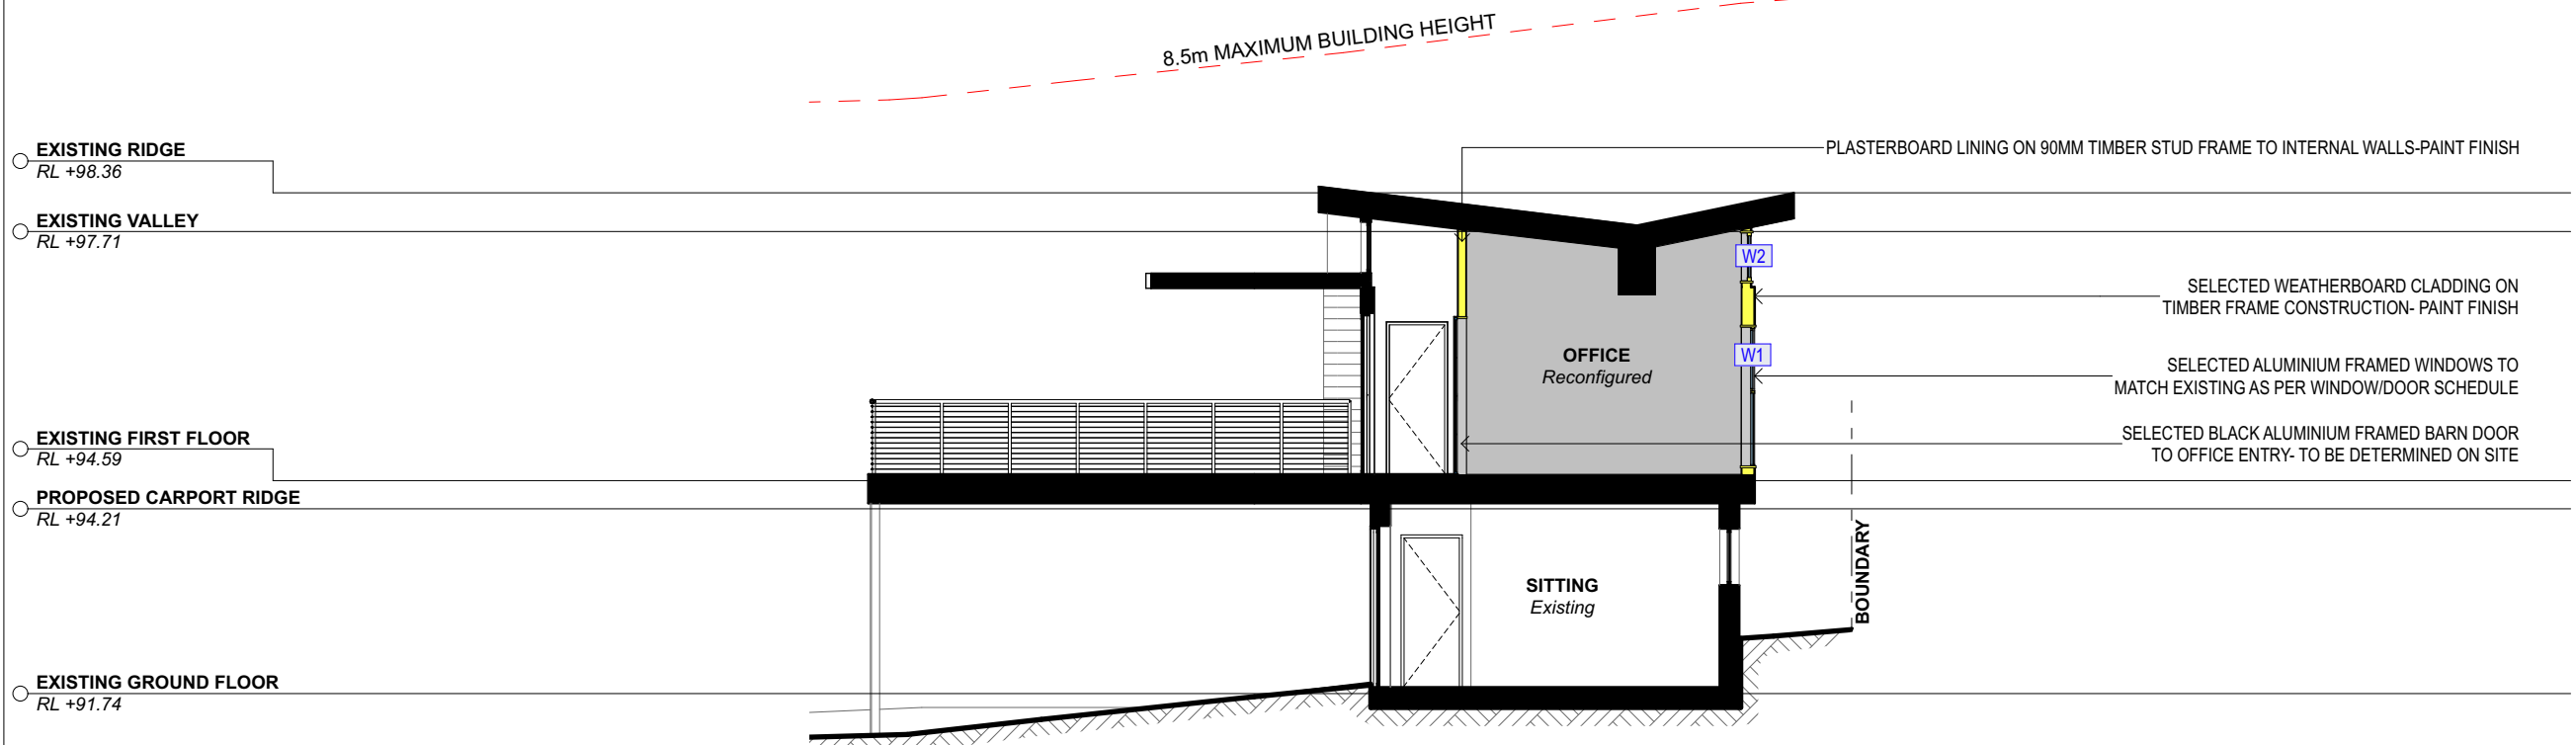 8.5m MAXIMUM BUILDING HEIGHT
EXISTING RIDGE
RL +98.36
PLASTERBOARD LINING ON 90MM TIMBER STUD FRAME TO INTERNAL WALLS-PAINT FINISH
EXISTING VALLEY
RL +97.71
W2
SELECTED WEATHERBOARD CLADDING ON
TIMBER FRAME CONSTRUCTION- PAINT FINISH
W1
OFFICE
Reconfigured
SELECTED ALUMINIUM FRAMED WINDOWS TO
MATCH EXISTING AS PER WINDOW/DOOR SCHEDULE
EXISTING FIRST FLOOR
RL +94.59
SELECTED BLACK ALUMINIUM FRAMED BARN DOOR
TO OFFICE ENTRY- TO BE DETERMINED ON SITE
PROPOSED CARPORT RIDGE
RL +94.21
BOUNDARY
SITTING
Existing
EXISTING GROUND FLOOR
RL +91.74